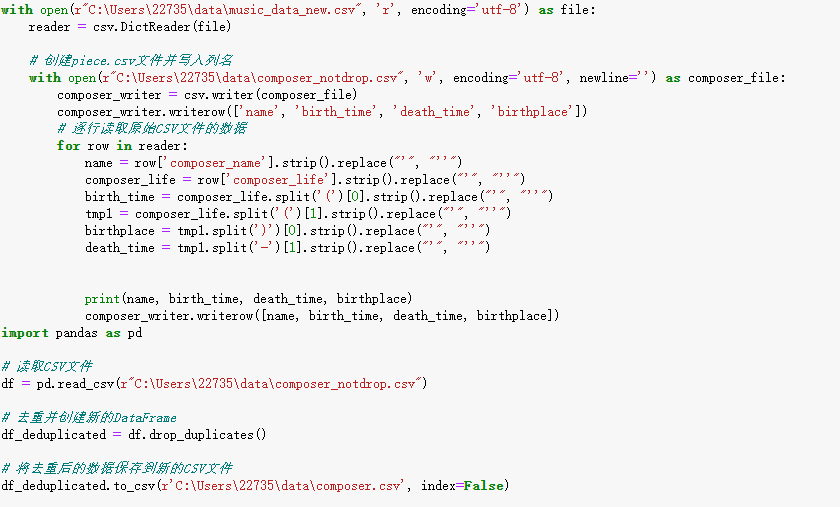 with open(r"C:\Users\22735\data\music_data_new.csv", 'r', encoding='utf-8') as file:
    reader = csv.DictReader(file)

    # 创建piece.csv文件并写入列名
    with open(r"C:\Users\22735\data\composer_notdrop.csv", 'w', encoding='utf-8', newline='') as composer_file:
        composer_writer = csv.writer(composer_file)
        composer_writer.writerow(['name', 'birth_time', 'death_time', 'birthplace'])
        # 逐行读取原始CSV文件的数据
        for row in reader:
            name = row['composer_name'].strip().replace("'", "''")
            composer_life = row['composer_life'].strip().replace("'", "''")
            birth_time = composer_life.split('(')[0].strip().replace("'", "''")
            tmp1 = composer_life.split('(')[1].strip().replace("'", "''")
            birthplace = tmp1.split(')')[0].strip().replace("'", "''")
            death_time = tmp1.split('-')[1].strip().replace("'", "''")


            print(name, birth_time, death_time, birthplace)
            composer_writer.writerow([name, birth_time, death_time, birthplace])
import pandas as pd

# 读取CSV文件
df = pd.read_csv(r"C:\Users\22735\data\composer_notdrop.csv")

# 去重并创建新的DataFrame
df_deduplicated = df.drop_duplicates()

# 将去重后的数据保存到新的CSV文件
df_deduplicated.to_csv(r'C:\Users\22735\data\composer.csv', index=False)